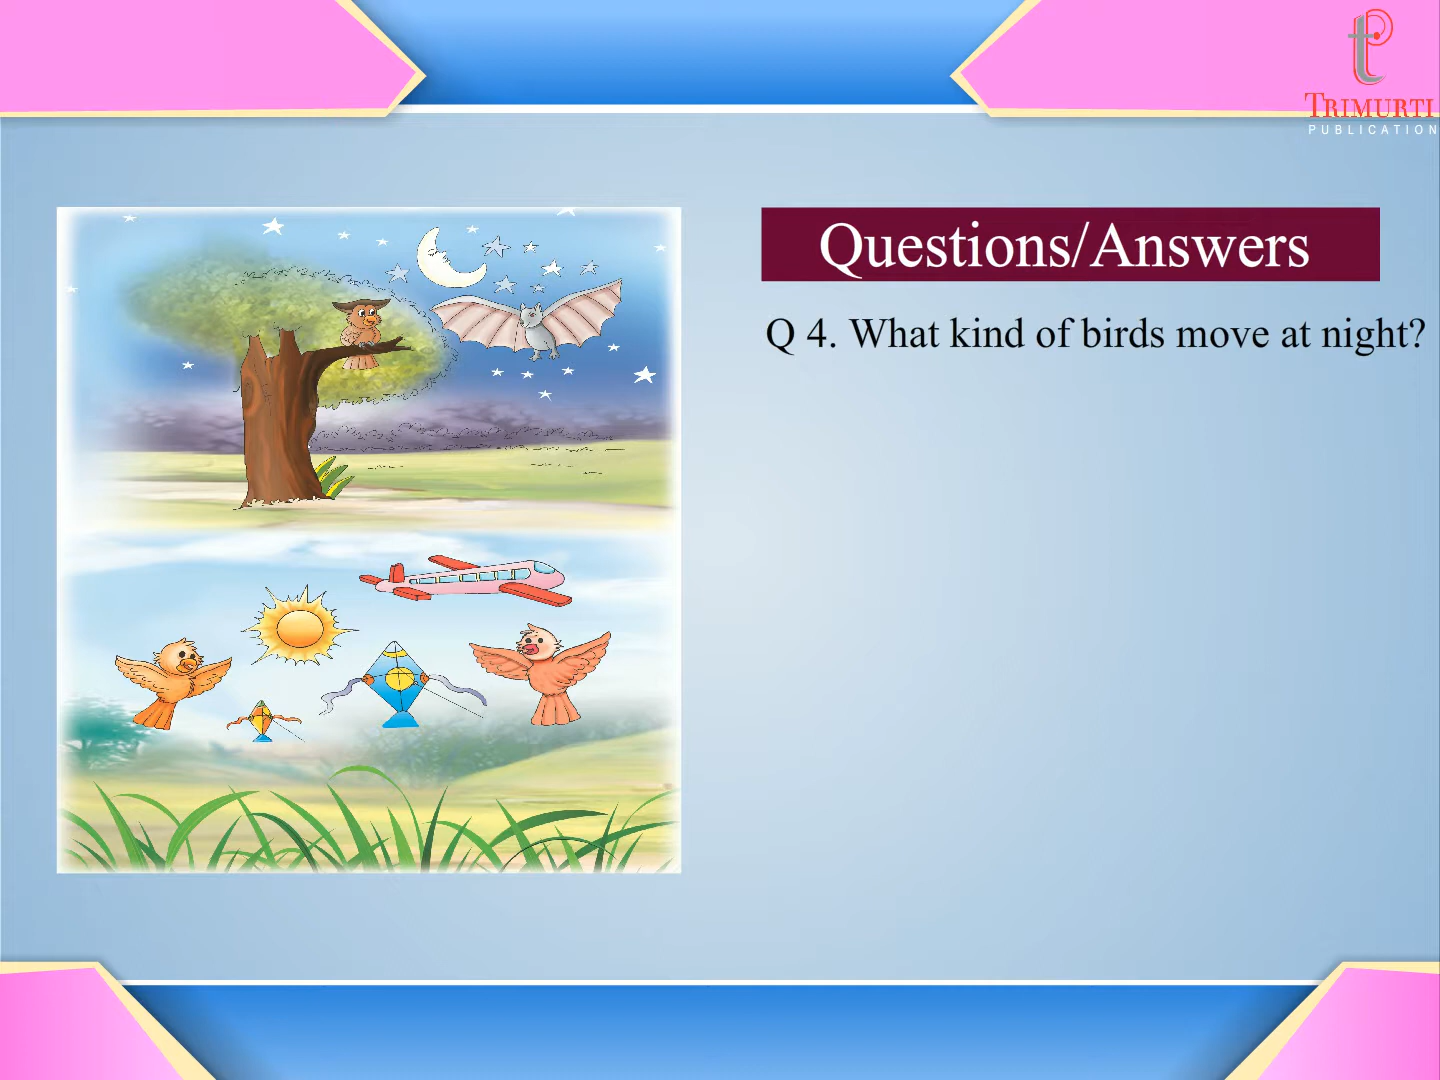 TRIMURTI
PUBLICATION
Questions/Answers
Q 4. What kind of birds move at night?